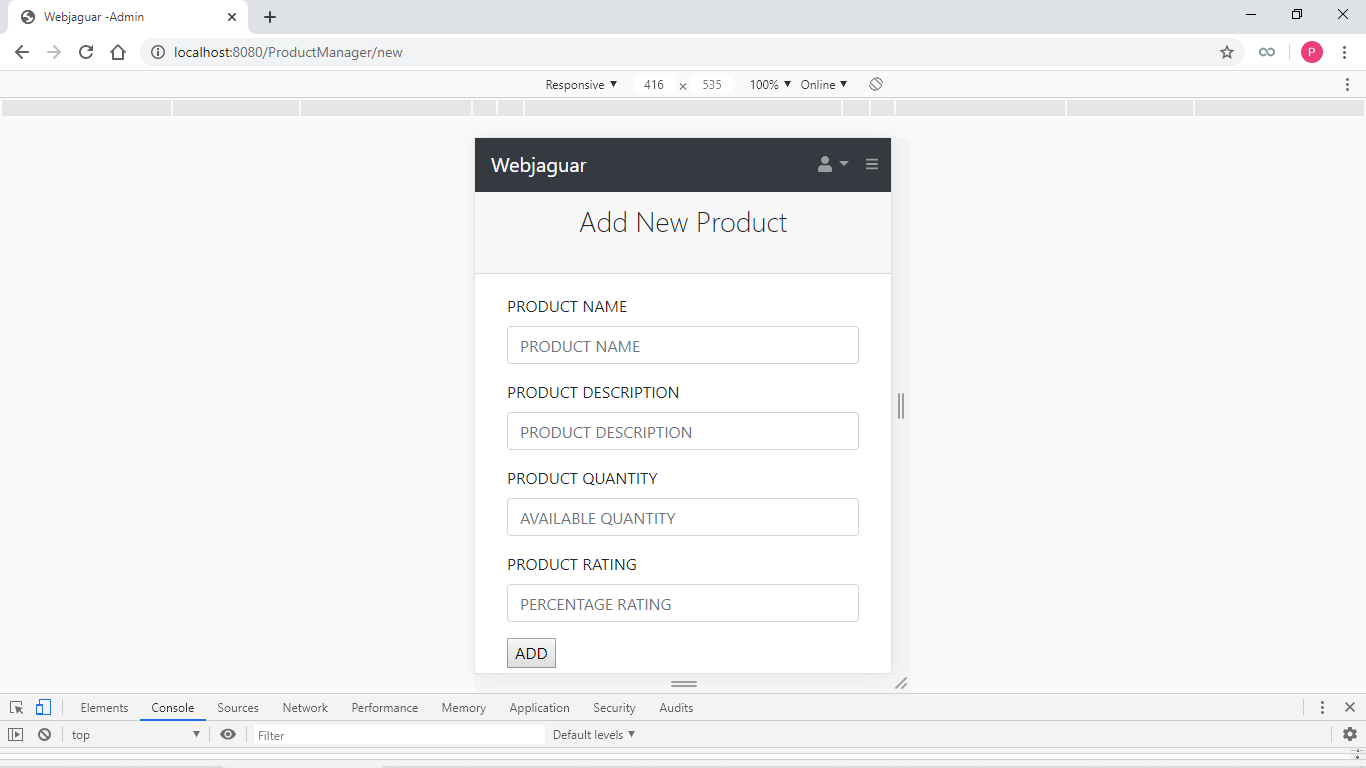 Webjaguar -Admin
localhost:8080/ProductManager/new
P
Responsive 416 x 535 100% Online
Webjaguar
Add New Product
PRODUCT NAME
PRODUCT NAME
PRODUCT DESCRIPTION
PRODUCT DESCRIPTION
PRODUCT QUANTITY
AVAILABLE QUANTITY
PRODUCT RATING
PERCENTAGE RATING
ADD
Elements Console Sources Network Performance Memory Application Security Audits
top Filter Default levels